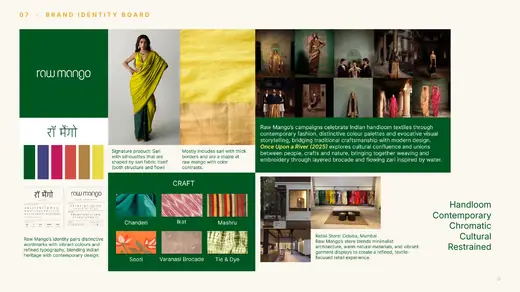 07 · BRAND IDENTITY BOARD
raw mango
रॉ मैंगो
रॉ मैंगो
raw mango
Raw Mango's identity pairs distinctive
wordmarks with vibrant colours and
refined typography, blending Indian
heritage with contemporary design.
Signature product: Sari
with silhouettes that are
shaped by sari fabric itself
(both structure and flow)
Mostly includes sari with thick
borders and are a staple at
raw mango with color
contrasts.
CRAFT
Chanderi
Ikat
Mashru
Sooti
Varanasi Brocade
Tie & Dye
Raw Mango's campaigns celebrate Indian handloom textiles through
contemporary fashion, distinctive colour palettes and evocative visual
storytelling, bridging traditional craftsmanship with modern design.
Once Upon a River (2025) explores cultural confluence and unions
between people, crafts and nature, bringing together weaving and
embroidery through layered brocade and flowing zari inspired by water.
Retail Store: Colaba, Mumbai
Raw Mango's store blends minimalist
architecture, warm natural materials, and vibrant
garment displays to create a refined, textile-
focused retail experience.
Handloom
Contemporary
Chromatic
Cultural
Restrained